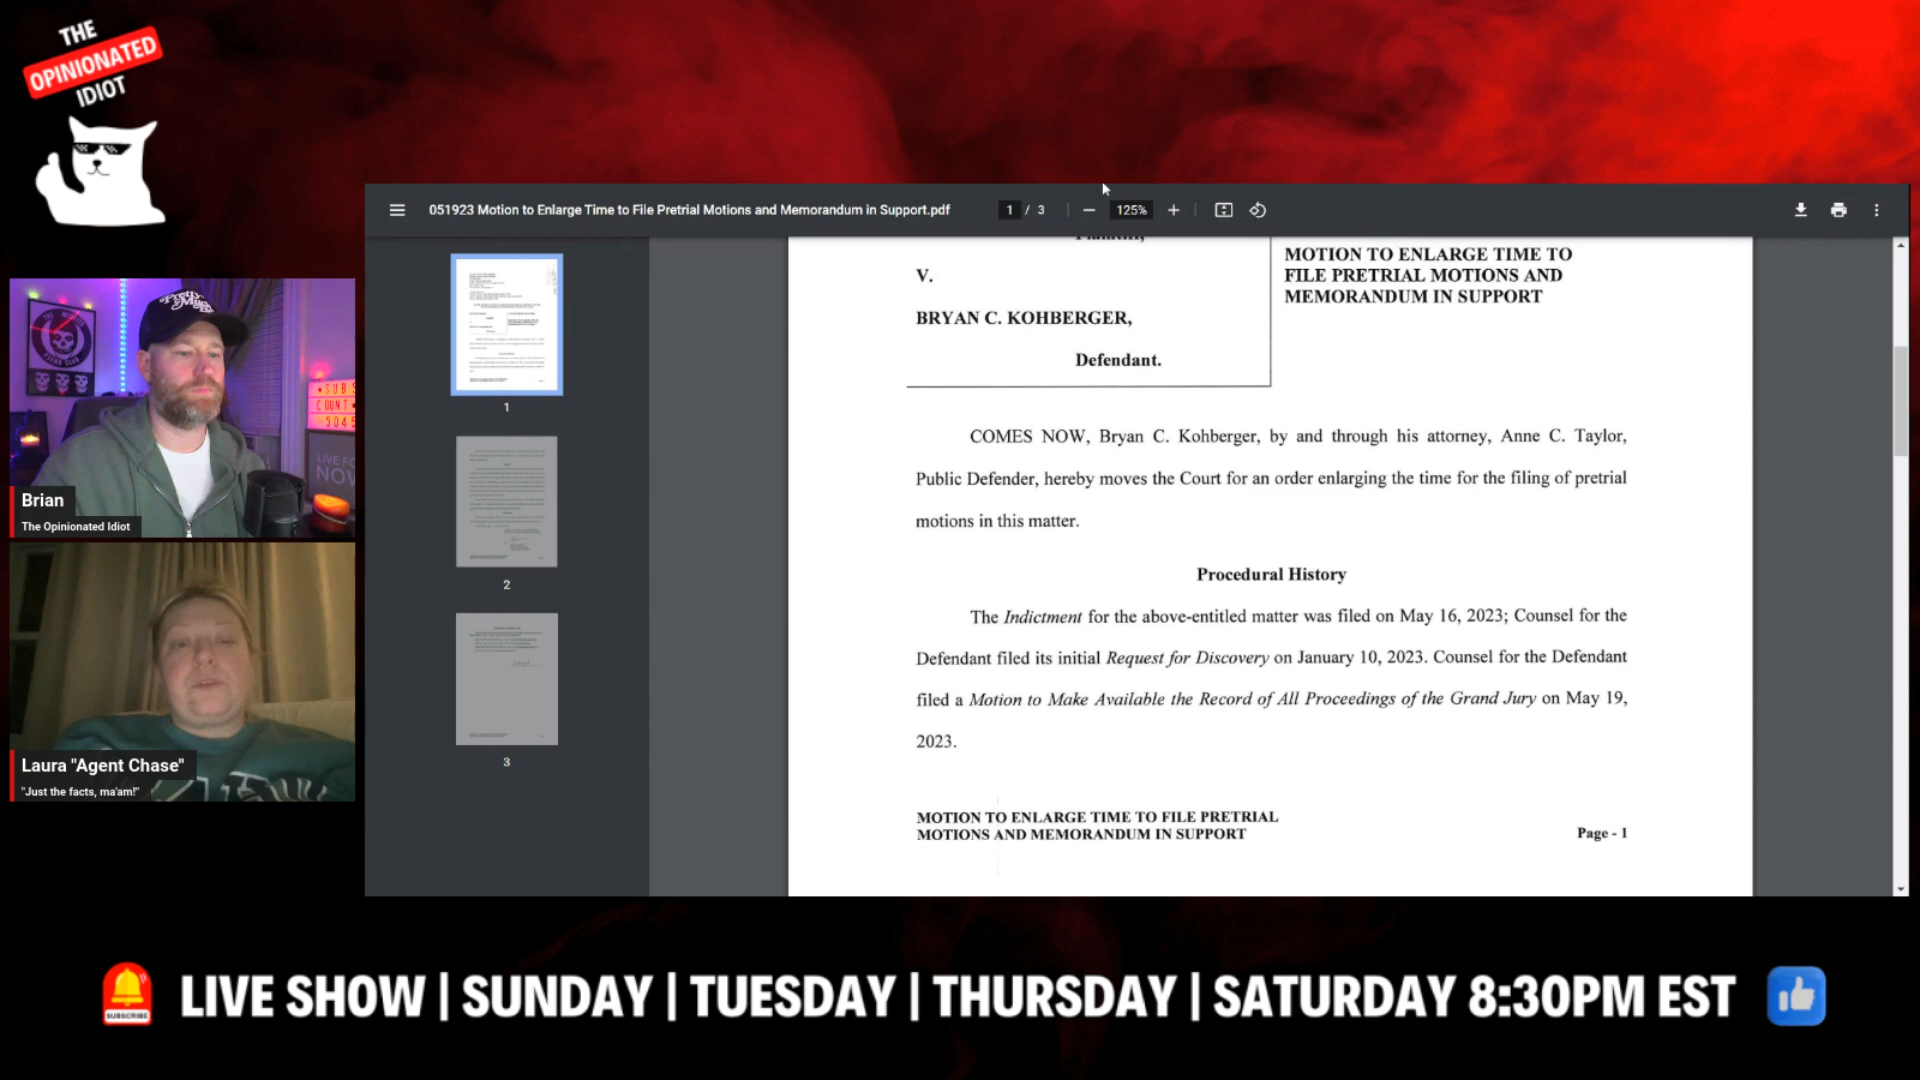 THE
OPINIONATED
IDIOT
051923 Motion to Enlarge Time to File Pretrial Motions and Memorandum in Support.pdf
1 / 3
125%
1
2
3
MOTION TO ENLARGE TIME TO
FILE PRETRIAL MOTIONS AND
MEMORANDUM IN SUPPORT
V.
BRYAN C. KOHBERGER,
Defendant.
COMES NOW, Bryan C. Kohberger, by and through his attorney, Anne C. Taylor,
Public Defender, hereby moves the Court for an order enlarging the time for the filing of pretrial
motions in this matter.
Procedural History
The Indictment for the above-entitled matter was filed on May 16, 2023; Counsel for the
Defendant filed its initial Request for Discovery on January 10, 2023. Counsel for the Defendant
filed a Motion to Make Available the Record of All Proceedings of the Grand Jury on May 19,
2023.
MOTION TO ENLARGE TIME TO FILE PRETRIAL
MOTIONS AND MEMORANDUM IN SUPPORT
Page - 1
SUBS
COUNT
5045
LIVE FO
NOW
Brian
The Opinionated Idiot
Laura "Agent Chase"
"Just the facts, ma'am!"
SUBSCRIBE
LIVE SHOW | SUNDAY | TUESDAY | THURSDAY | SATURDAY 8:30PM EST